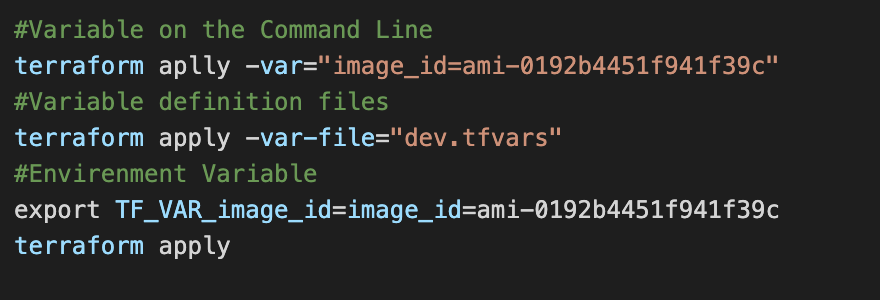 #Variable on the Command Line
terraform aplly -var="image_id=ami-0192b4451f941f39c"
#Variable definition files
terraform apply -var-file="dev.tfvars"
#Envirenment Variable
export TF_VAR_image_id=image_id=ami-0192b4451f941f39c
terraform apply